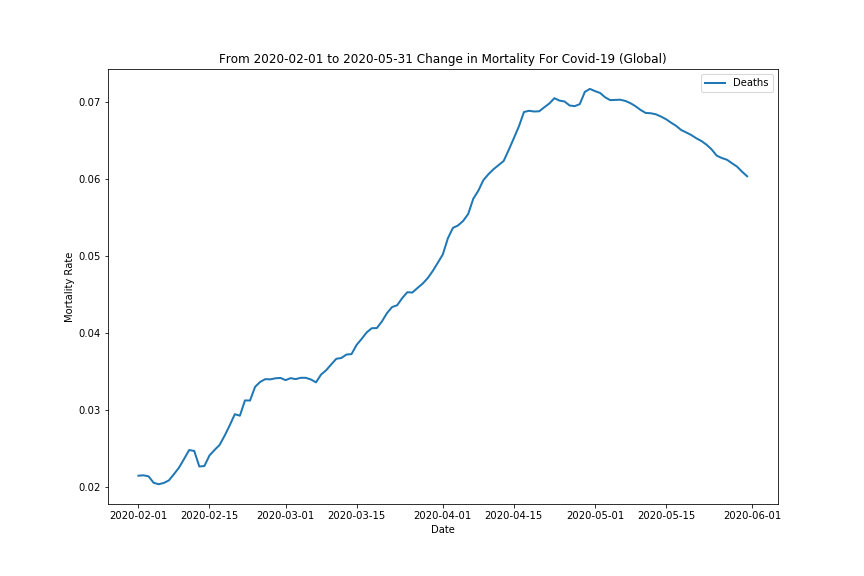 From 2020-02-01 to 2020-05-31 Change in Mortality For Covid-19 (Global)
Deaths
0.07
0.06
0.05
0.04
0.03
0.02
Mortality Rate
2020-02-01 2020-02-15 2020-03-01 2020-03-15 2020-04-01 2020-04-15 2020-05-01 2020-05-15 2020-06-01
Date